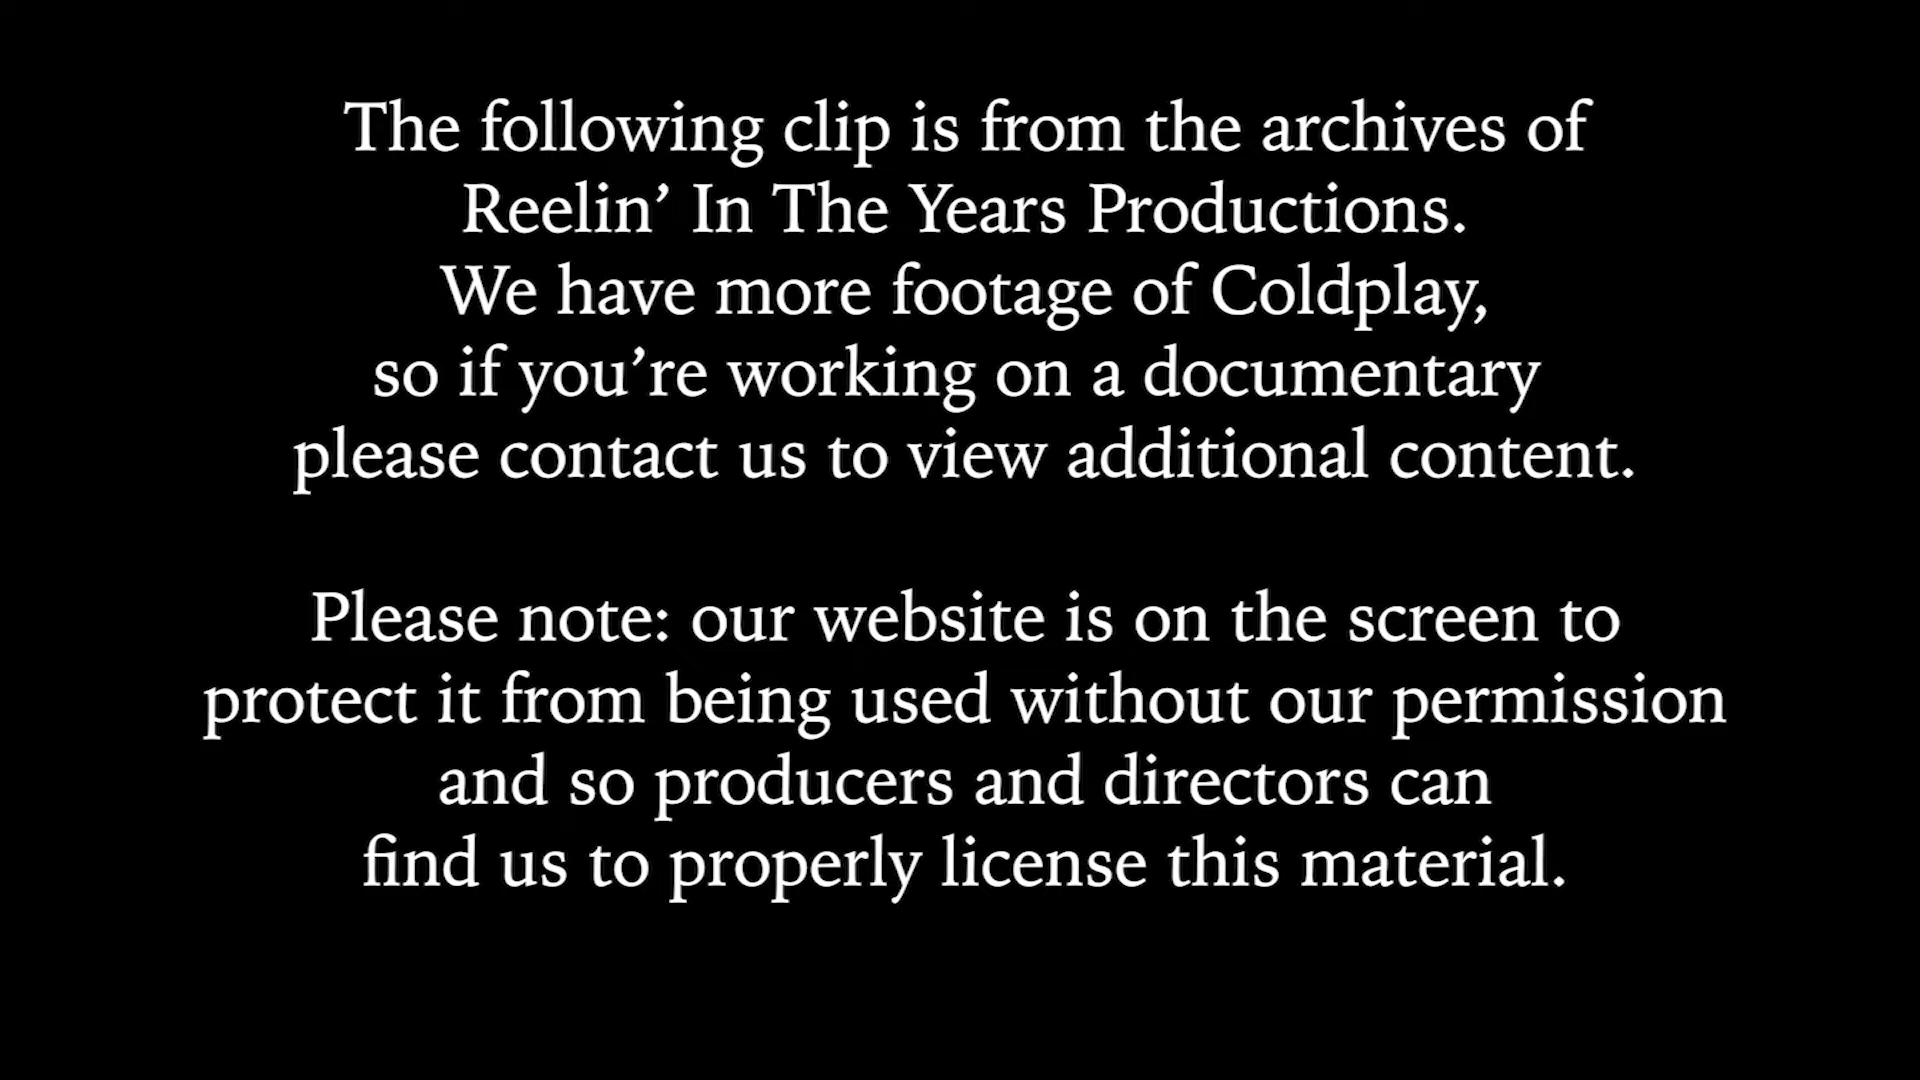 The following clip is from the archives of
Reelin’ In The Years Productions.
We have more footage of Coldplay,
so if you’re working on a documentary
please contact us to view additional content.
Please note: our website is on the screen to
protect it from being used without our permission
and so producers and directors can
find us to properly license this material.